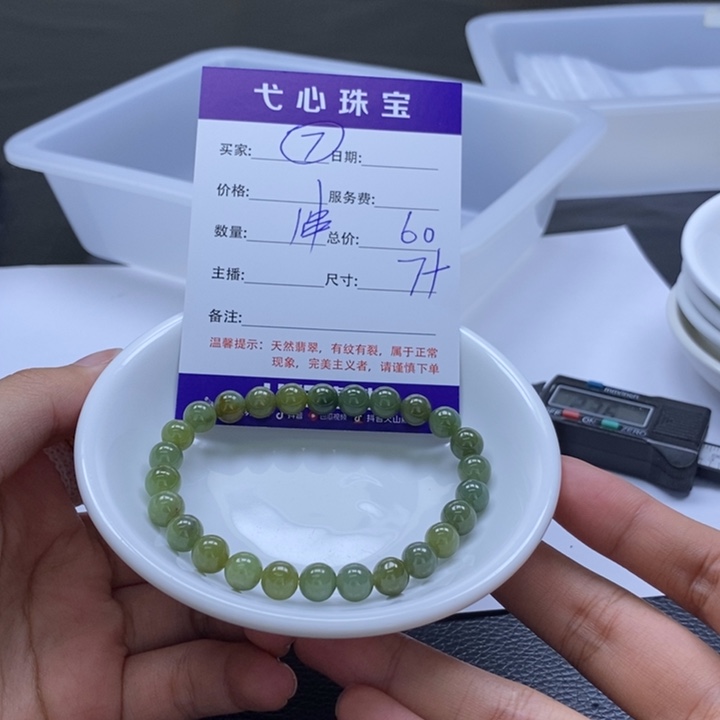 弋心珠宝
买家: 7 日期:
价格: 服务费:
数量: 1串 总价: 60
主播: 尺寸: 7+
备注:
温馨提示: 天然翡翠, 有纹有裂, 属于正常
现象, 完美主义者, 请谨慎下单